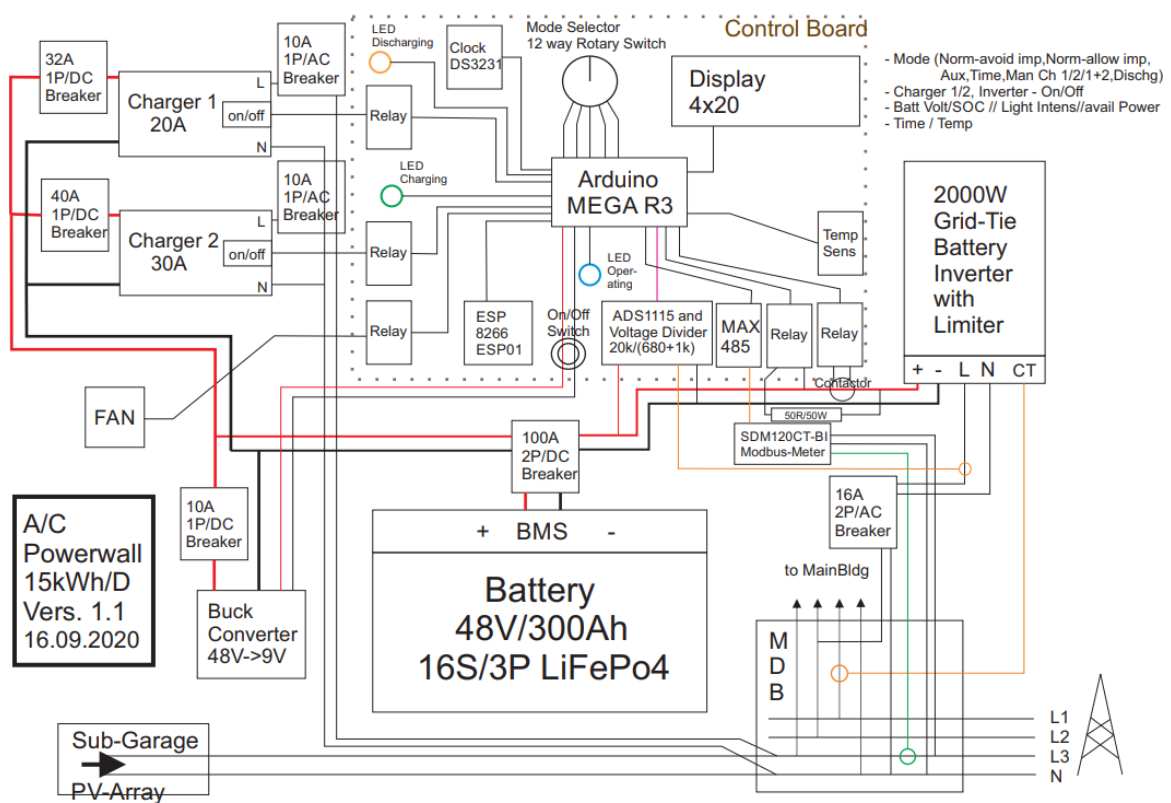 32A
1P/DC
Breaker
10A
1P/AC
Breaker
Charger 1
20A
L
on/off
N
40A
1P/DC
Breaker
10A
1P/AC
Breaker
Charger 2
30A
L
on/off
N
LED
Discharging
Clock
DS3231
Mode Selector
12 way Rotary Switch
Control Board
Display
4x20
- Mode (Norm-avoid imp,Norm-allow imp,
Aux,Time,Man Ch 1/2/1+2,Dischg)
- Charger 1/2, Inverter - On/Off
- Batt Volt/SOC // Light Intens//avail Power
- Time / Temp
Relay
LED
Charging
Arduino
MEGA R3
Relay
Relay
Temp
Sens
LED
Oper-
ating
ESP
8266
ESP01
On/Off
Switch
ADS1115 and
Voltage Divider
20k/(680+1k)
MAX
485
Relay
Relay
Contactor
2000W
Grid-Tie
Battery
Inverter
with
Limiter
+ - L N CT
FAN
50R/50W
SDM120CT-BI
Modbus-Meter
100A
2P/DC
Breaker
16A
2P/AC
Breaker
10A
1P/DC
Breaker
A/C
Powerwall
15kWh/D
Vers. 1.1
16.09.2020
Buck
Converter
48V->9V
+ BMS -
Battery
48V/300Ah
16S/3P LiFePo4
to MainBldg
M
D
B
L1
L2
L3
N
Sub-Garage
PV-Array